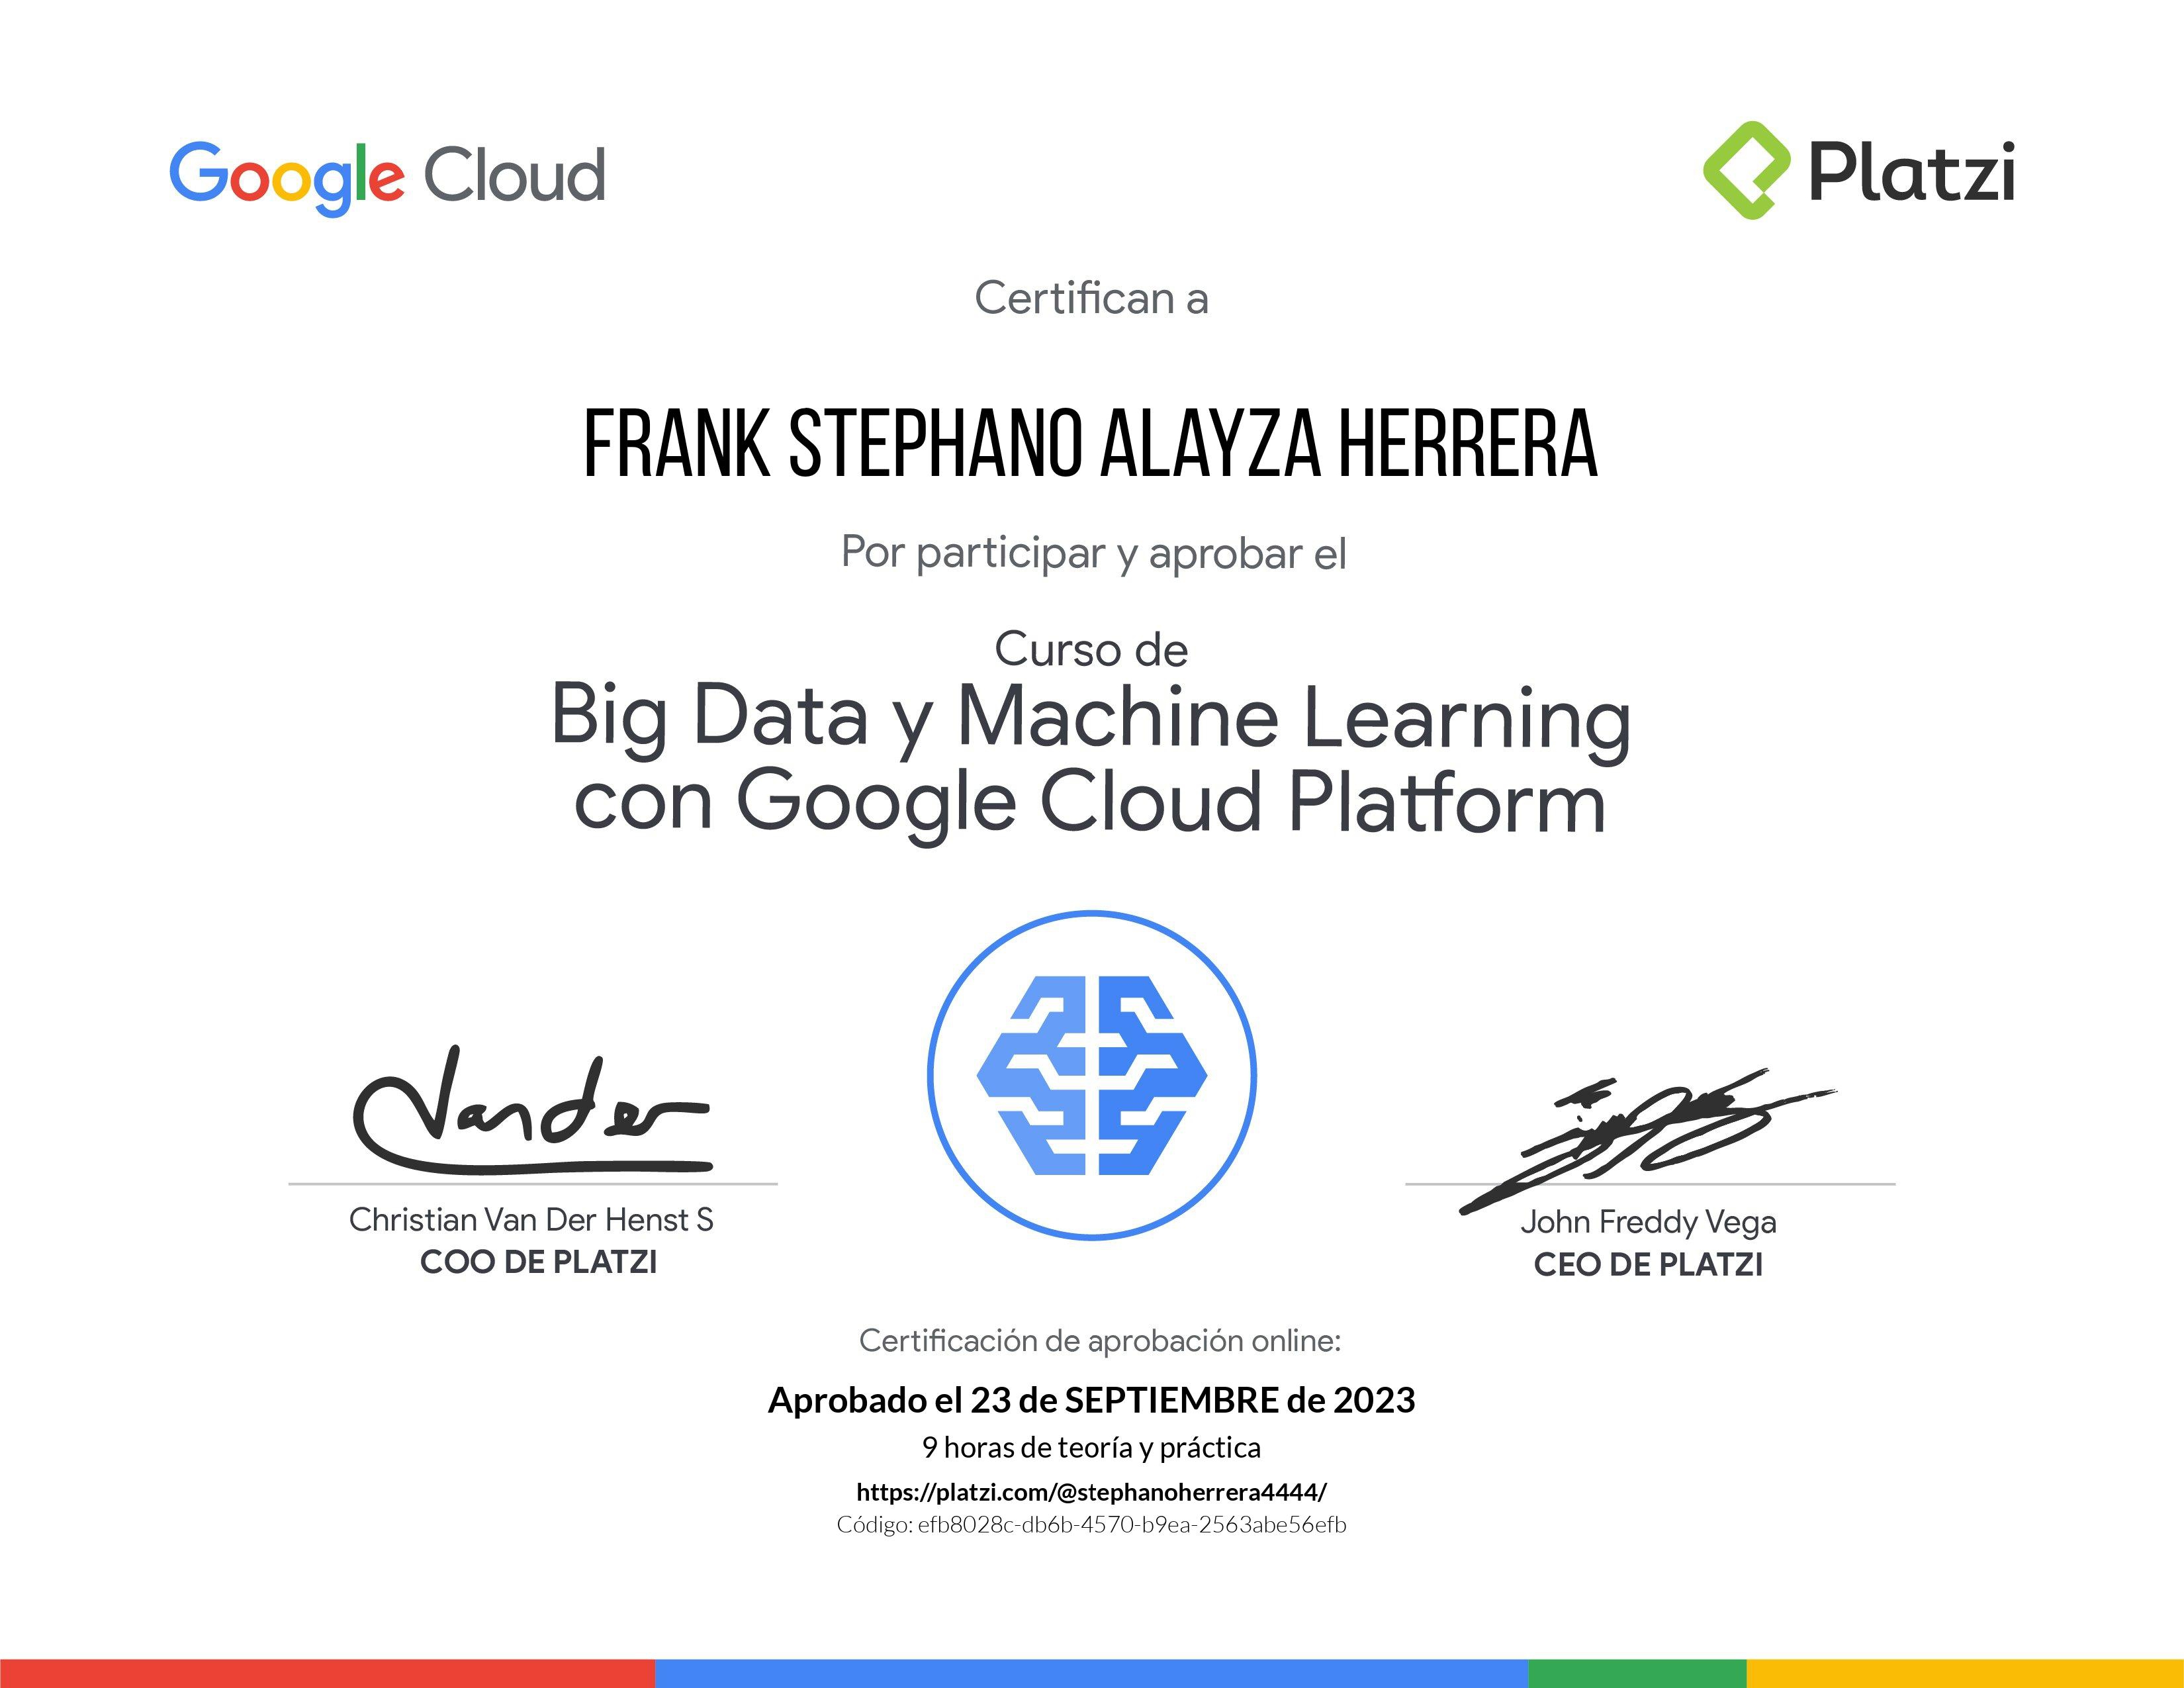 Google Cloud
Platzi
Certifican a
FRANK STEPHANO ALAYZA HERRERA
Por participar y aprobar el
Curso de
Big Data y Machine Learning
con Google Cloud Platform
Vander
Christian Van Der Henst S
COO DE PLATZI
John Freddy Vega
CEO DE PLATZI
Certificación de aprobación online:
Aprobado el 23 de SEPTIEMBRE de 2023
9 horas de teoría y práctica
https://platzi.com/@stephanoherrera4444/
Código: efb8028c-db6b-4570-b9ea-2563abe56efb